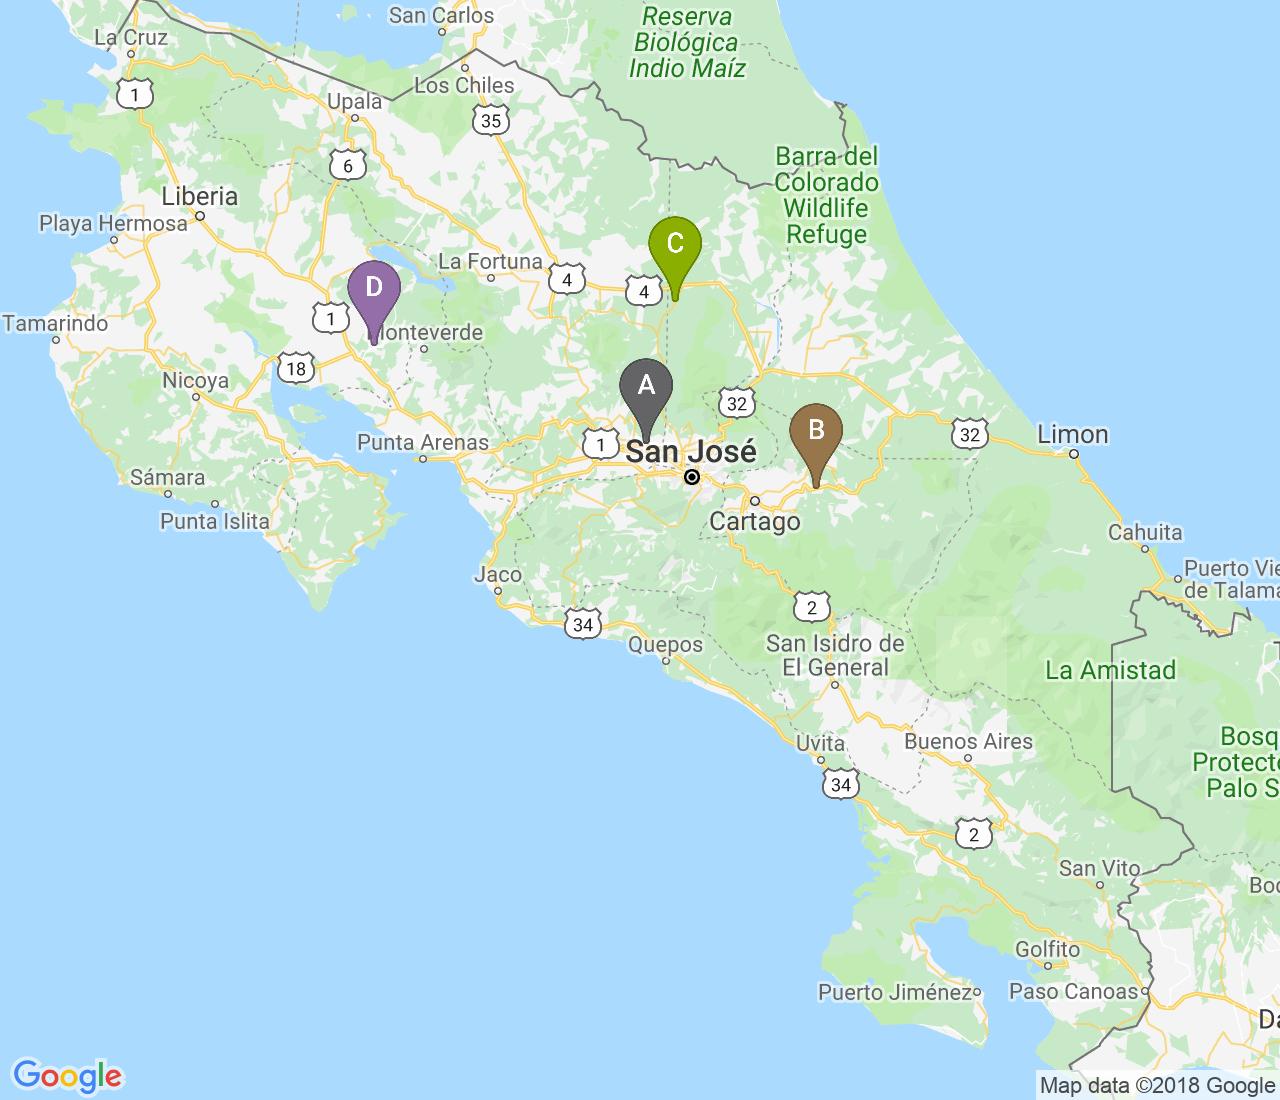 San Carlos
Reserva
Biológica
Indio Maíz
La Cruz
Los Chiles
1
Upala
35
6
Barra del
Colorado
Wildlife
Refuge
Liberia
Playa Hermosa
C
La Fortuna
4
4
D
1
Tamarindo
Monteverde
18
Nicoya
A
32
B
Punta Arenas
1
San José
32
Limon
Sámara
Punta Islita
Cartago
Cahuita
Jaco
Puerto Vie
de Talama
2
34
Quepos
San Isidro de
El General
T
La Amistad
Uvita
Buenos Aires
Bosq
Protecto
Palo S
34
2
San Vito
Boc
Golfito
Puerto Jiménez
Paso Canoas
Da
Google
Map data ©2018 Google